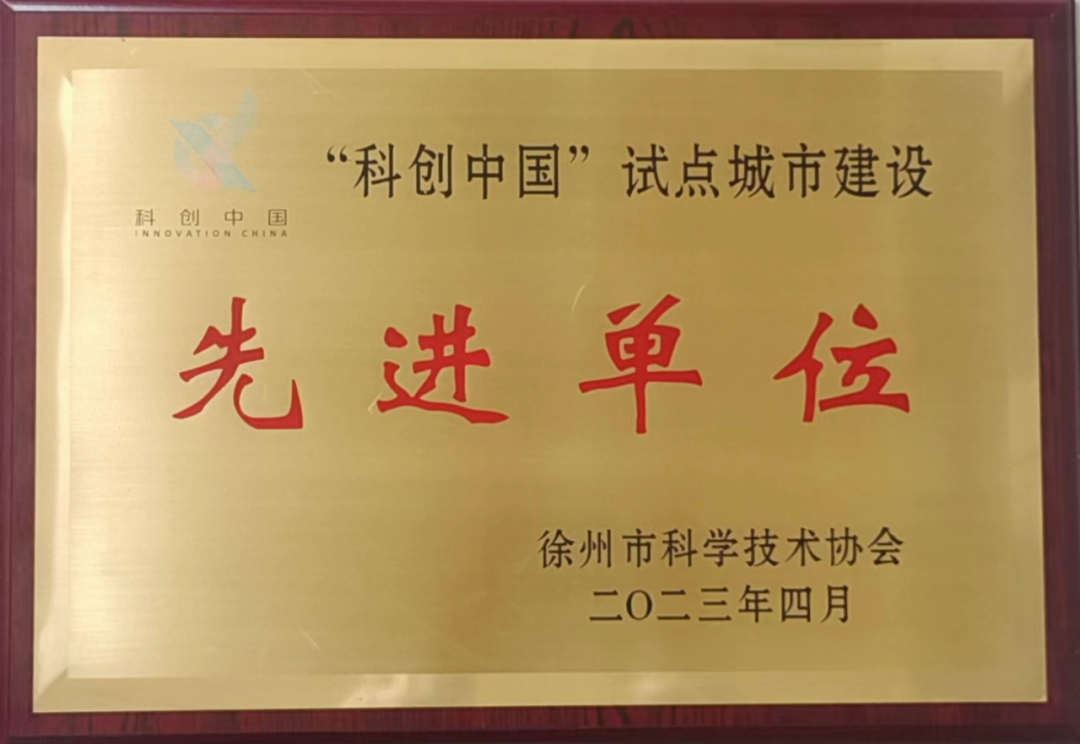 “科创中国”试点城市建设
科创中国
INNOVATION CHINA
先进单位
徐州市科学技术协会
二〇二三年四月